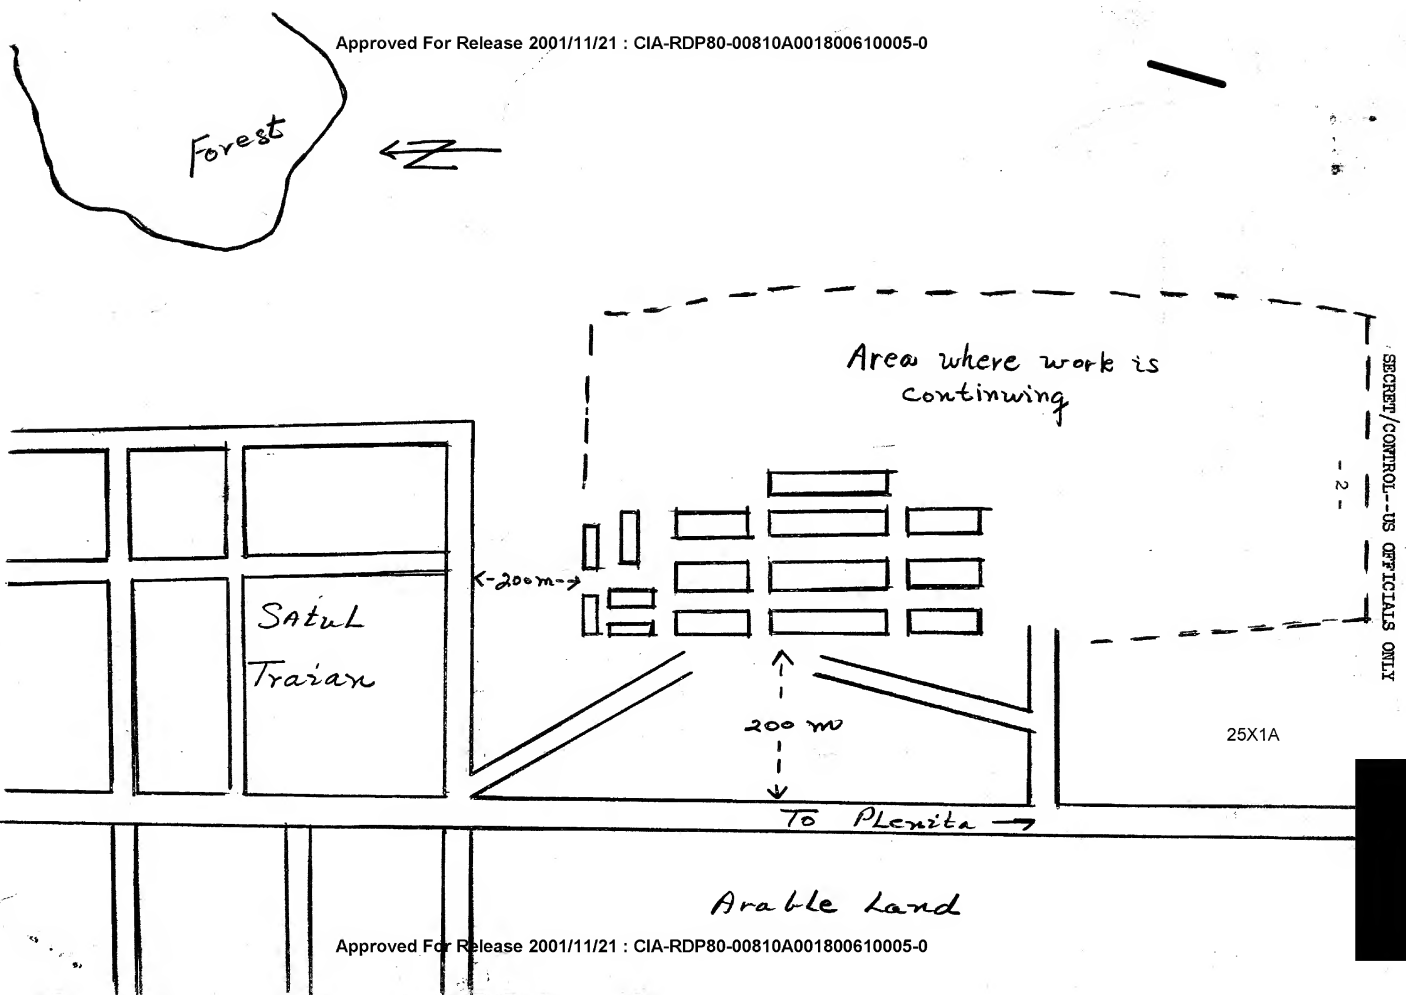 Approved For Release 2001/11/21 : CIA-RDP80-00810A001800610005-0
Forest
N
Area where work is
continuing
SECRET/CONTROL--US OFFICIALS ONLY
- 2 -
<-200m->
Satul
Traian
200 m
25X1A
To Plenita →
Arable Land
Approved For Release 2001/11/21 : CIA-RDP80-00810A001800610005-0